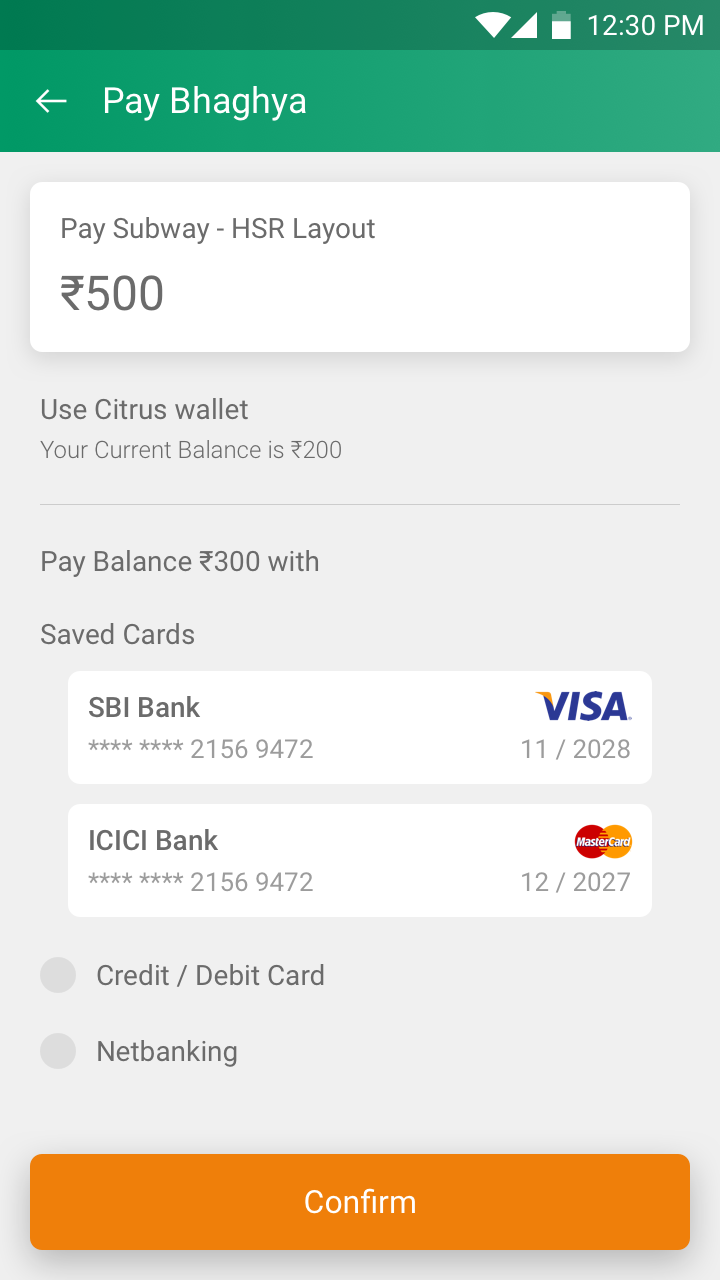 12:30 PM
Pay Bhaghya
Pay Subway - HSR Layout
₹500
Use Citrus wallet
Your Current Balance is ₹200
Pay Balance ₹300 with
Saved Cards
SBI Bank VISA
**** **** 2156 9472 11 / 2028
ICICI Bank MasterCard
**** **** 2156 9472 12 / 2027
Credit / Debit Card
Netbanking
Confirm